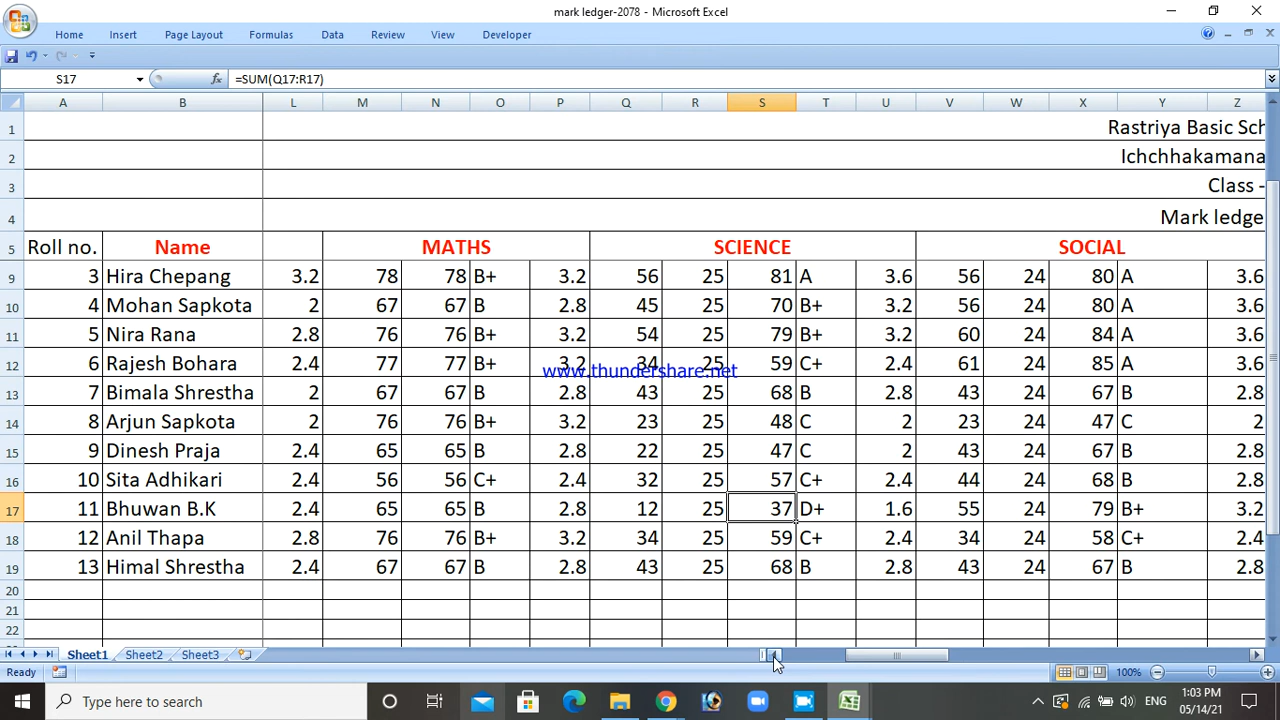 mark ledger-2078 - Microsoft Excel
Home Insert Page Layout Formulas Data Review View Developer
S17 fx =SUM(Q17:R17)
A B L M N O P Q R S T U V W X Y Z
1 Rastriya Basic Sch
2 Ichchhakamana
3 Class -
4 Mark ledge
5 Roll no. Name MATHS SCIENCE SOCIAL
9 3 Hira Chepang 3.2 78 78 B+ 3.2 56 25 81 A 3.6 56 24 80 A 3.6
10 4 Mohan Sapkota 2 67 67 B 2.8 45 25 70 B+ 3.2 56 24 80 A 3.6
11 5 Nira Rana 2.8 76 76 B+ 3.2 54 25 79 B+ 3.2 60 24 84 A 3.6
12 6 Rajesh Bohara 2.4 77 77 B+ 3.2 34 25 59 C+ 2.4 61 24 85 A 3.6
www.thundershare.net
13 7 Bimala Shrestha 2 67 67 B 2.8 43 25 68 B 2.8 43 24 67 B 2.8
14 8 Arjun Sapkota 2 76 76 B+ 3.2 23 25 48 C 2 23 24 47 C 2
15 9 Dinesh Praja 2.4 65 65 B 2.8 22 25 47 C 2 43 24 67 B 2.8
16 10 Sita Adhikari 2.4 56 56 C+ 2.4 32 25 57 C+ 2.4 44 24 68 B 2.8
17 11 Bhuwan B.K 2.4 65 65 B 2.8 12 25 37 D+ 1.6 55 24 79 B+ 3.2
18 12 Anil Thapa 2.8 76 76 B+ 3.2 34 25 59 C+ 2.4 34 24 58 C+ 2.4
19 13 Himal Shrestha 2.4 67 67 B 2.8 43 25 68 B 2.8 43 24 67 B 2.8
20
21
22
Sheet1 Sheet2 Sheet3
Ready 100%
Type here to search ENG 1:03 PM
05/14/21